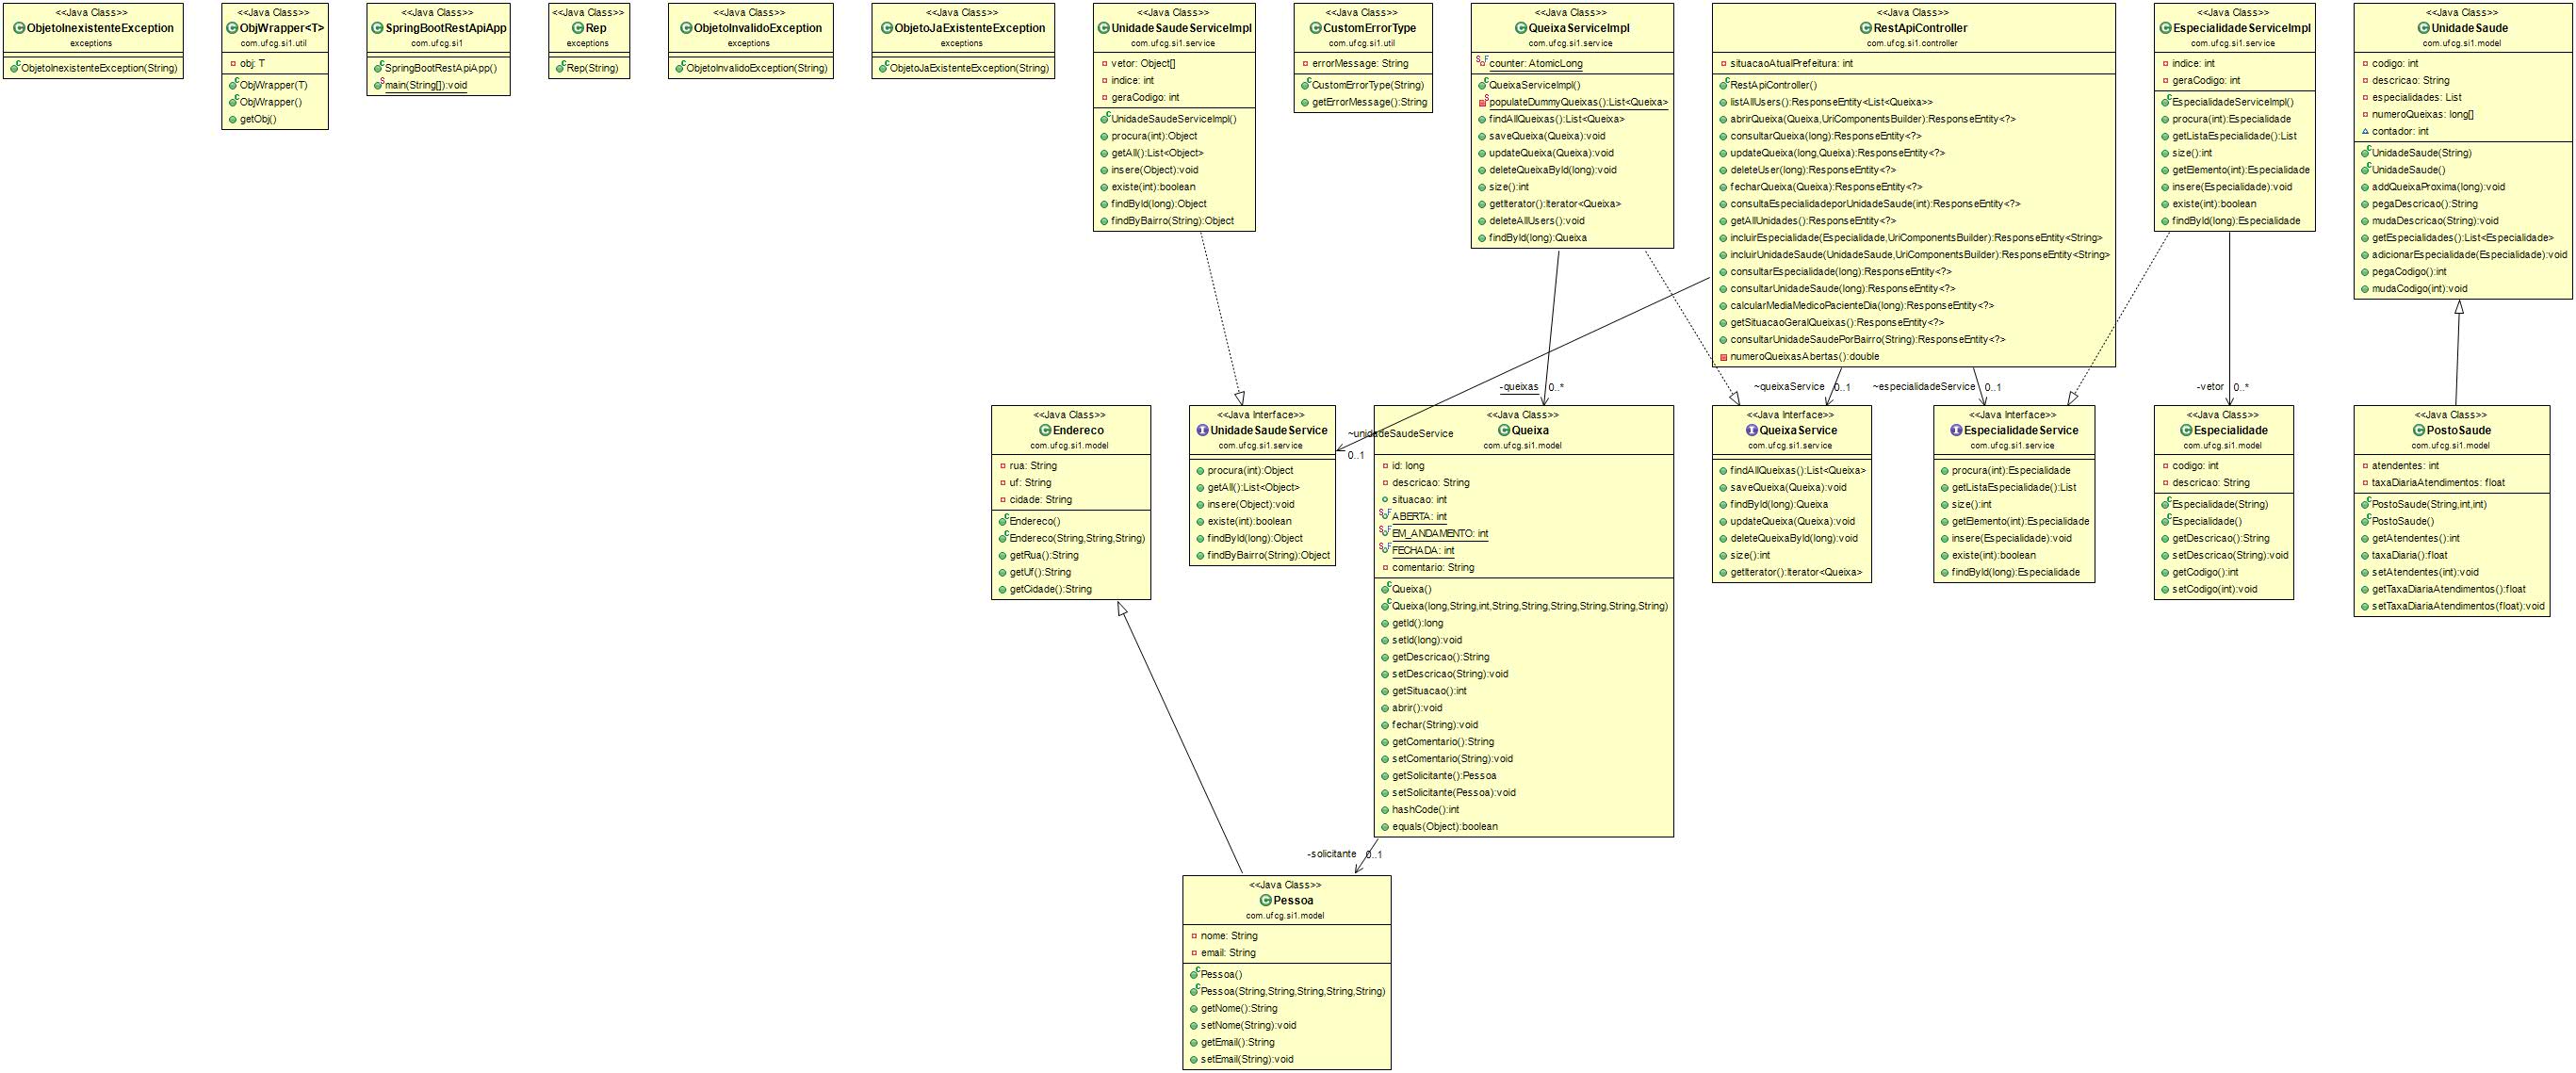 <<Java Class>>
ObjetoInexistenteException
exceptions
ObjetoInexistenteException(String)
<<Java Class>>
ObjWrapper<T>
com.ufcg.si1.util
obj: T
ObjWrapper(T)
ObjWrapper()
getObj()
<<Java Class>>
SpringBootRestApiApp
com.ufcg.si1
SpringBootRestApiApp()
main(String[]):void
<<Java Class>>
Rep
exceptions
Rep(String)
<<Java Class>>
ObjetoInvalidoException
exceptions
ObjetoInvalidoException(String)
<<Java Class>>
ObjetoJaExistenteException
exceptions
ObjetoJaExistenteException(String)
<<Java Class>>
UnidadeSaudeServiceImpl
com.ufcg.si1.service
vetor: Object[]
indice: int
geraCodigo: int
UnidadeSaudeServiceImpl()
procura(int):Object
getAll():List<Object>
insere(Object):void
existe(int):boolean
findById(long):Object
findByBairro(String):Object
<<Java Class>>
CustomErrorType
com.ufcg.si1.util
errorMessage: String
CustomErrorType(String)
getErrorMessage():String
<<Java Class>>
QueixaServiceImpl
com.ufcg.si1.service
counter: AtomicLong
QueixaServiceImpl()
populateDummyQueixas():List<Queixa>
findAllQueixas():List<Queixa>
saveQueixa(Queixa):void
updateQueixa(Queixa):void
deleteQueixaById(long):void
size():int
getIterator():Iterator<Queixa>
deleteAllUsers():void
findById(long):Queixa
<<Java Class>>
RestApiController
com.ufcg.si1.controller
situacaoAtualPrefeitura: int
RestApiController()
listAllUsers():ResponseEntity<List<Queixa>>
abrirQueixa(Queixa,UriComponentsBuilder):ResponseEntity<?>
consultarQueixa(long):ResponseEntity<?>
updateQueixa(long,Queixa):ResponseEntity<?>
deleteUser(long):ResponseEntity<?>
fecharQueixa(Queixa):ResponseEntity<?>
consultaEspecialidadeporUnidadeSaude(int):ResponseEntity<?>
getAllUnidades():ResponseEntity<?>
incluirEspecialidade(Especialidade,UriComponentsBuilder):ResponseEntity<String>
incluirUnidadeSaude(UnidadeSaude,UriComponentsBuilder):ResponseEntity<String>
consultarEspecialidade(long):ResponseEntity<?>
consultarUnidadeSaude(long):ResponseEntity<?>
calcularMediaMedicoPacienteDia(long):ResponseEntity<?>
getSituacaoGeralQueixas():ResponseEntity<?>
consultarUnidadeSaudePorBairro(String):ResponseEntity<?>
numeroQueixasAbertas():double
<<Java Class>>
EspecialidadeServiceImpl
com.ufcg.si1.service
indice: int
geraCodigo: int
EspecialidadeServiceImpl()
procura(int):Especialidade
getListaEspecialidade():List
size():int
getElemento(int):Especialidade
insere(Especialidade):void
existe(int):boolean
findById(long):Especialidade
<<Java Class>>
UnidadeSaude
com.ufcg.si1.model
codigo: int
descricao: String
especialidades: List
numeroQueixas: long[]
contador: int
UnidadeSaude(String)
UnidadeSaude()
addQueixaProxima(long):void
pegaDescricao():String
mudaDescricao(String):void
getEspecialidades():List<Especialidade>
adicionarEspecialidade(Especialidade):void
pegaCodigo():int
mudaCodigo(int):void
-queixas 0..*
~queixaService 0..1
~especialidadeService 0..1
-vetor 0..*
~unidadeSaudeService
0..1
<<Java Class>>
Endereco
com.ufcg.si1.model
rua: String
uf: String
cidade: String
Endereco()
Endereco(String,String,String)
getRua():String
getUf():String
getCidade():String
<<Java Interface>>
UnidadeSaudeService
com.ufcg.si1.service
procura(int):Object
getAll():List<Object>
insere(Object):void
existe(int):boolean
findById(long):Object
findByBairro(String):Object
<<Java Class>>
Queixa
com.ufcg.si1.model
id: long
descricao: String
situacao: int
ABERTA: int
EM_ANDAMENTO: int
FECHADA: int
comentario: String
Queixa()
Queixa(long,String,int,String,String,String,String,String,String)
getId():long
setId(long):void
getDescricao():String
setDescricao(String):void
getSituacao():int
abrir():void
fechar(String):void
getComentario():String
setComentario(String):void
getSolicitante():Pessoa
setSolicitante(Pessoa):void
hashCode():int
equals(Object):boolean
<<Java Interface>>
QueixaService
com.ufcg.si1.service
findAllQueixas():List<Queixa>
saveQueixa(Queixa):void
findById(long):Queixa
updateQueixa(Queixa):void
deleteQueixaById(long):void
size():int
getIterator():Iterator<Queixa>
<<Java Interface>>
EspecialidadeService
com.ufcg.si1.service
procura(int):Especialidade
getListaEspecialidade():List
size():int
getElemento(int):Especialidade
insere(Especialidade):void
existe(int):boolean
findById(long):Especialidade
<<Java Class>>
Especialidade
com.ufcg.si1.model
codigo: int
descricao: String
Especialidade(String)
Especialidade()
getDescricao():String
setDescricao(String):void
getCodigo():int
setCodigo(int):void
<<Java Class>>
PostoSaude
com.ufcg.si1.model
atendentes: int
taxaDiariaAtendimentos: float
PostoSaude(String,int,int)
PostoSaude()
getAtendentes():int
taxaDiaria():float
setAtendentes(int):void
getTaxaDiariaAtendimentos():float
setTaxaDiariaAtendimentos(float):void
-solicitante 0..1
<<Java Class>>
Pessoa
com.ufcg.si1.model
nome: String
email: String
Pessoa()
Pessoa(String,String,String,String,String)
getNome():String
setNome(String):void
getEmail():String
setEmail(String):void